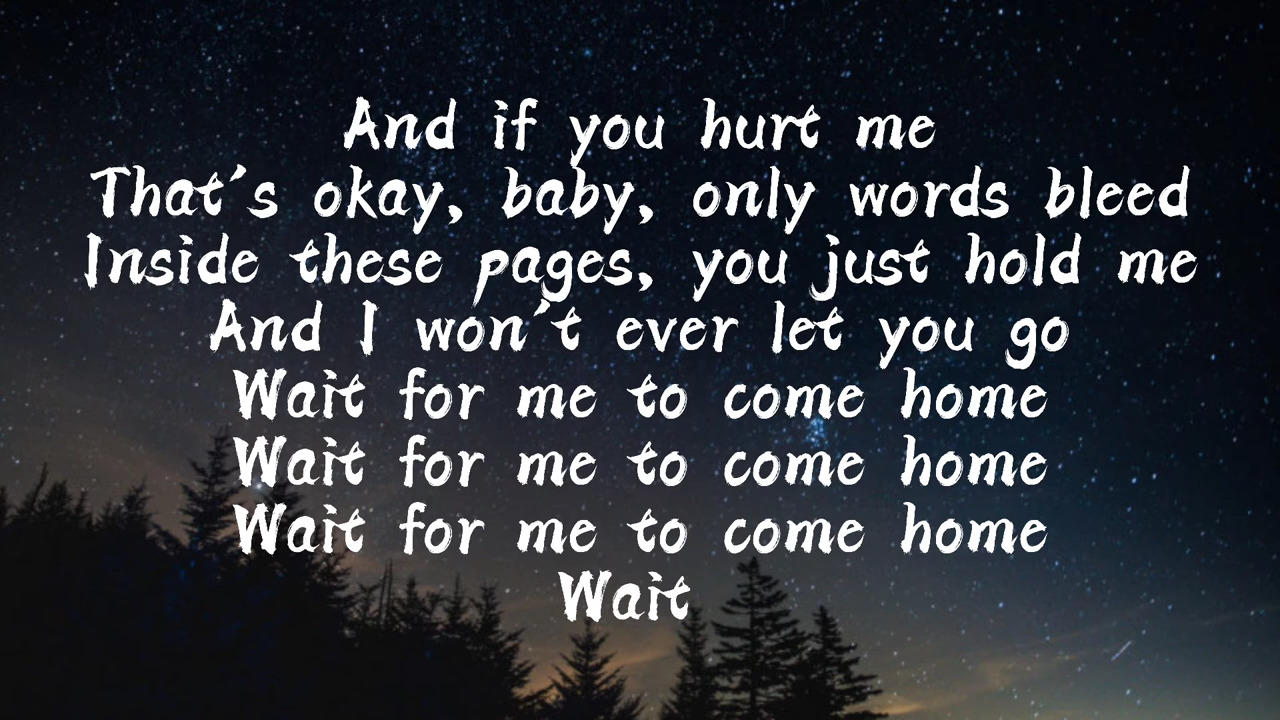 And if you hurt me
That's okay, baby, only words bleed
Inside these pages, you just hold me
And I won't ever let you go
Wait for me to come home
Wait for me to come home
Wait for me to come home
Wait